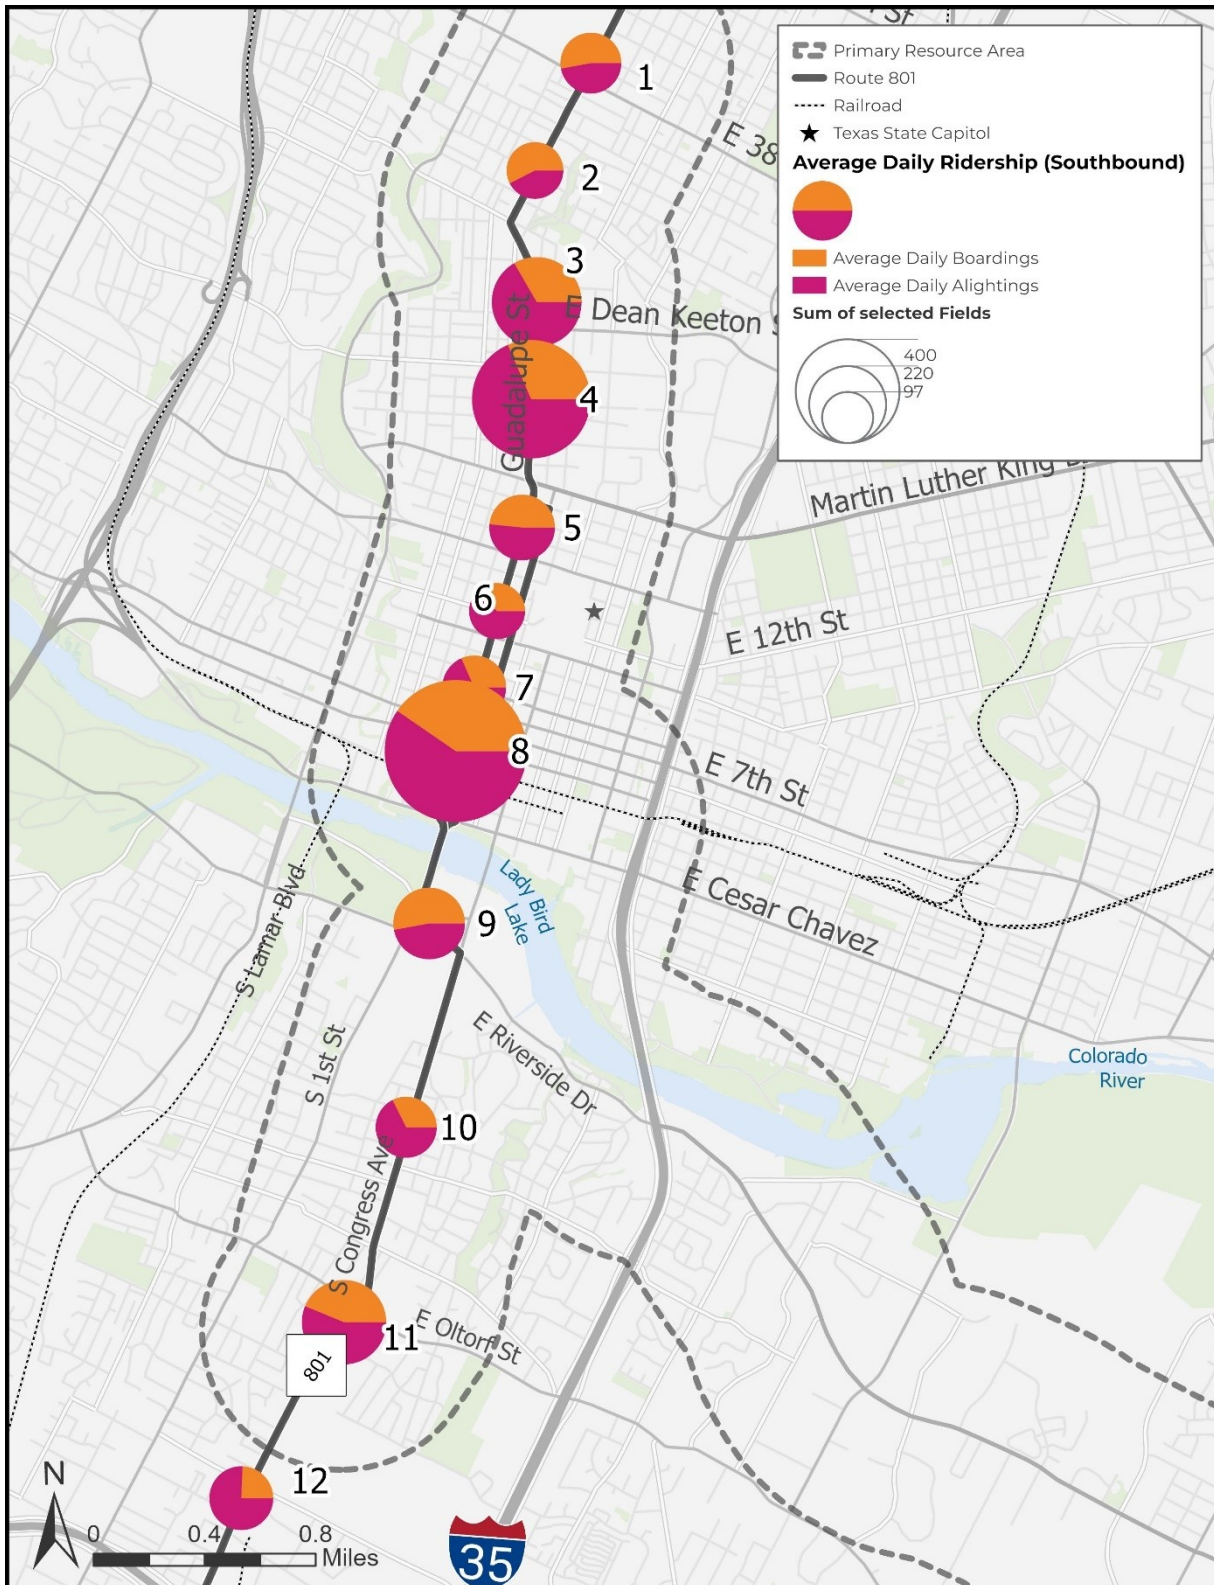 St
Primary Resource Area
Route 801
Railroad
Texas State Capitol
Average Daily Ridership (Southbound)
Average Daily Boardings
Average Daily Alightings
Sum of selected Fields
400
220
97
1
E 38
2
3
E Dean Keeton S
Guadalupe St
4
Martin Luther King B
5
6
E 12th St
7
8
E 7th St
E Cesar Chavez
Lady Bird
Lake
9
S Lamar Blvd
S 1st St
E Riverside Dr
Colorado
River
10
S Congress Ave
11
E Oltorf St
801
12
N
0 0.4 0.8
Miles
35